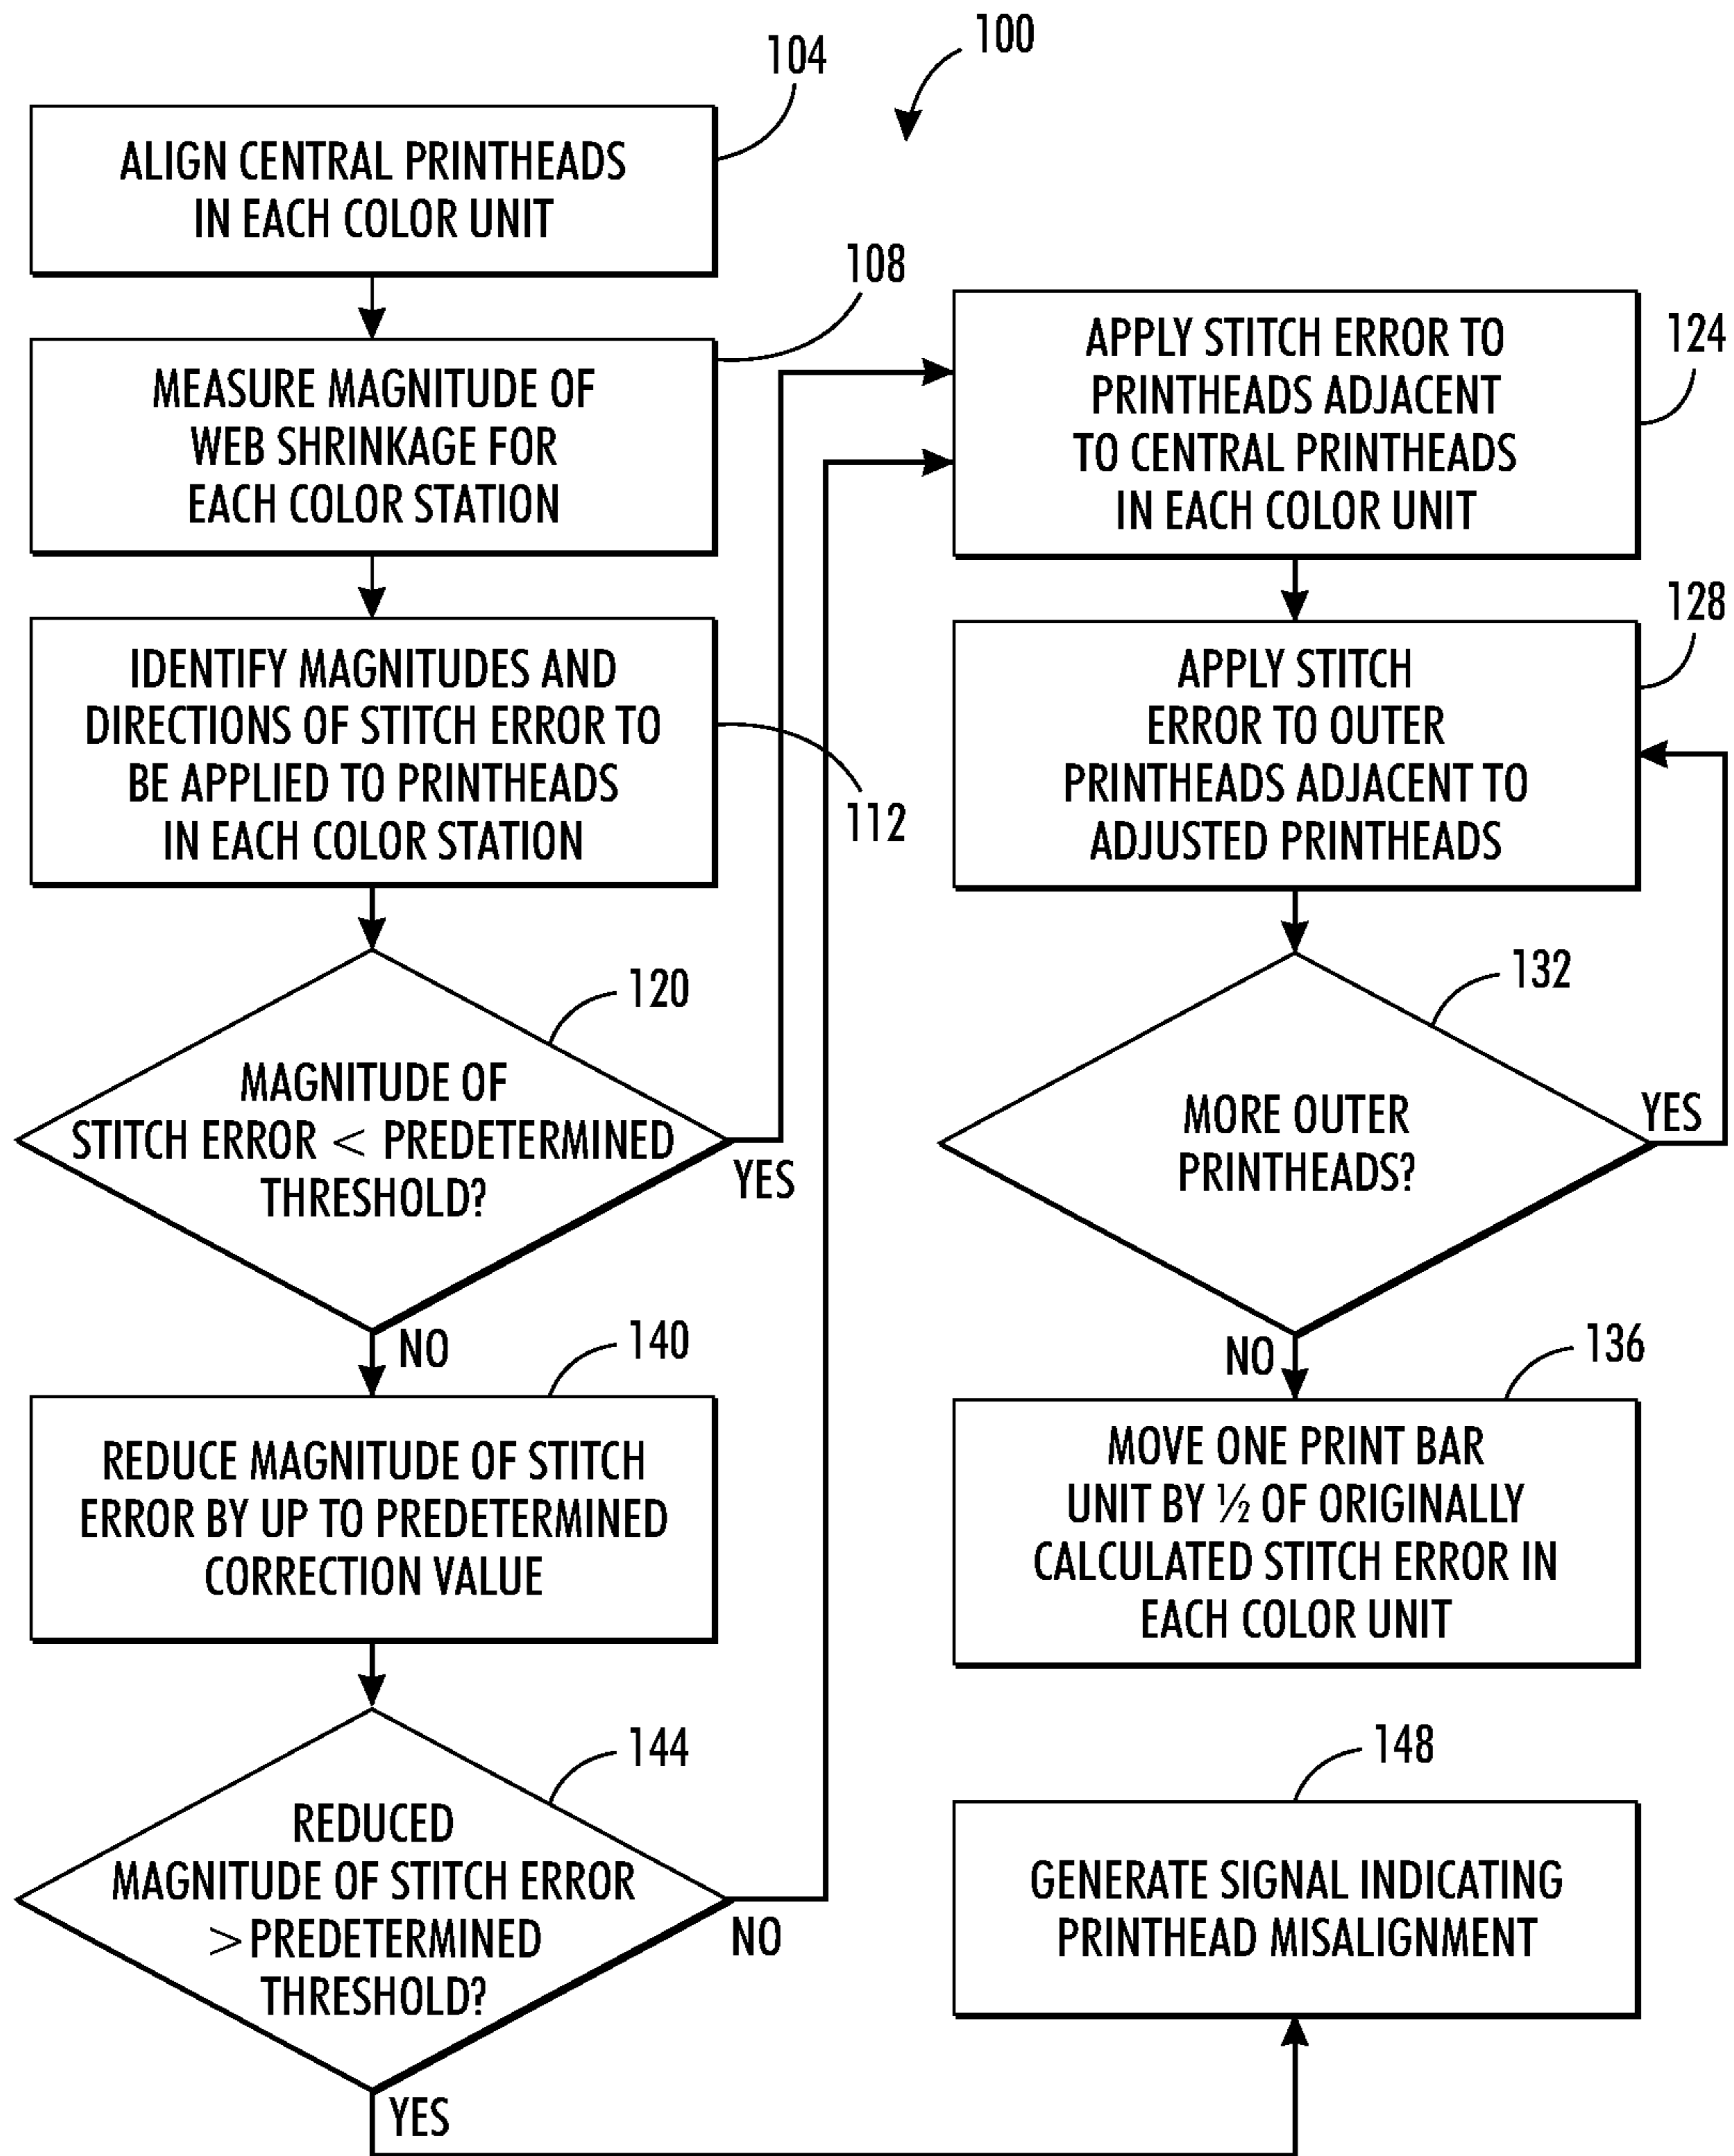 100
104
ALIGN CENTRAL PRINTHEADS
IN EACH COLOR UNIT
108
MEASURE MAGNITUDE OF
WEB SHRINKAGE FOR
EACH COLOR STATION
112
IDENTIFY MAGNITUDES AND
DIRECTIONS OF STITCH ERROR TO
BE APPLIED TO PRINTHEADS
IN EACH COLOR STATION
120
MAGNITUDE OF
STITCH ERROR < PREDETERMINED
THRESHOLD?
YES
NO
140
REDUCE MAGNITUDE OF STITCH
ERROR BY UP TO PREDETERMINED
CORRECTION VALUE
144
REDUCED
MAGNITUDE OF STITCH ERROR
> PREDETERMINED
THRESHOLD?
NO
YES
124
APPLY STITCH ERROR TO
PRINTHEADS ADJACENT
TO CENTRAL PRINTHEADS
IN EACH COLOR UNIT
128
APPLY STITCH
ERROR TO OUTER
PRINTHEADS ADJACENT TO
ADJUSTED PRINTHEADS
132
MORE OUTER
PRINTHEADS?
YES
NO
136
MOVE ONE PRINT BAR
UNIT BY ½ OF ORIGINALLY
CALCULATED STITCH ERROR IN
EACH COLOR UNIT
148
GENERATE SIGNAL INDICATING
PRINTHEAD MISALIGNMENT